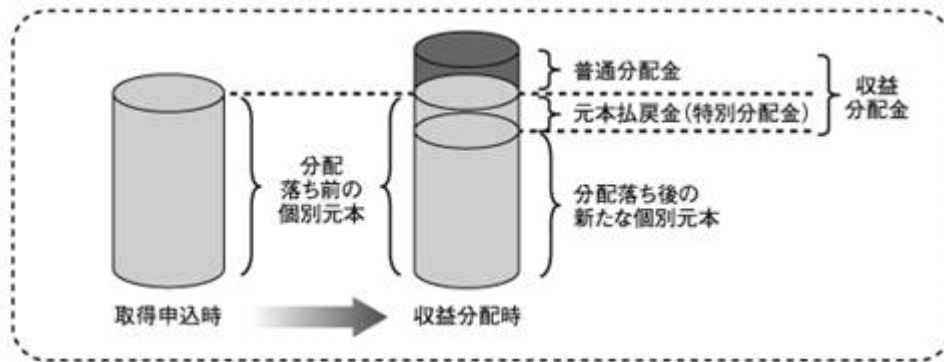 普通分配金
収益
分配金
元本払戻金(特別分配金)
分配
落ち前の
個別元本
分配落ち後の
新たな個別元本
取得申込時
収益分配時